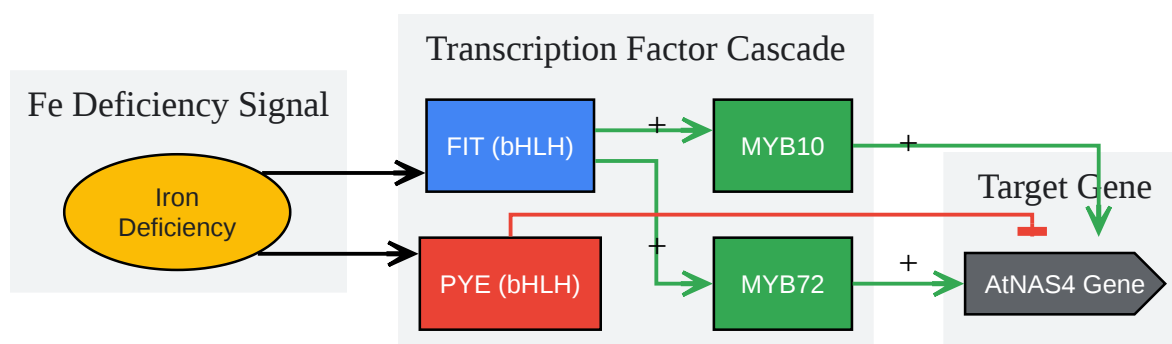 Transcription Factor Cascade
Fe Deficiency Signal
FIT (bHLH)
+
MYB10
+
Iron
Deficiency
Target Gene
+
PYE (bHLH)
MYB72
+
AtNAS4 Gene